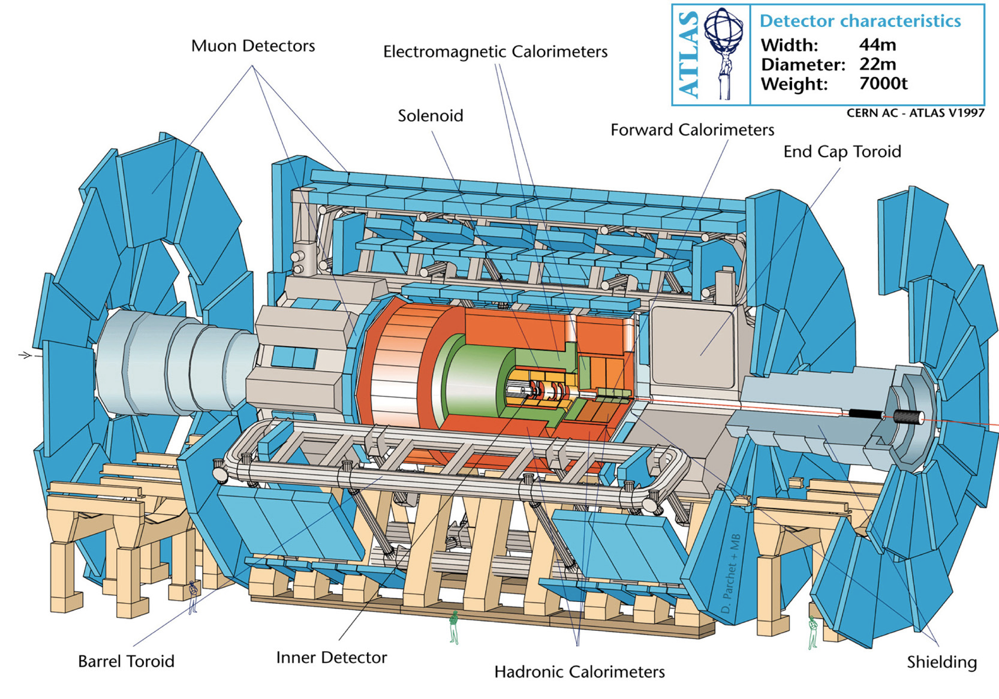 ATLAS
Detector characteristics
Width: 44m
Diameter: 22m
Weight: 7000t
CERN AC - ATLAS V1997
Muon Detectors
Electromagnetic Calorimeters
Solenoid
Forward Calorimeters
End Cap Toroid
D. Parchet + MB
Barrel Toroid
Inner Detector
Hadronic Calorimeters
Shielding